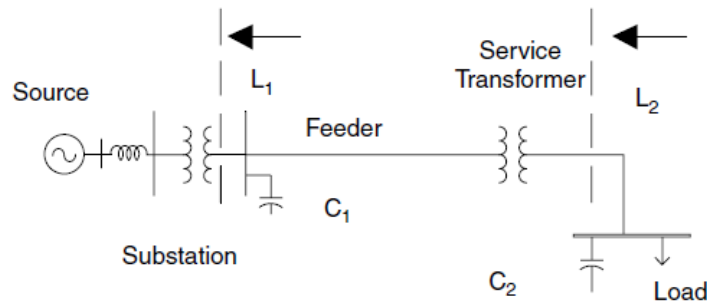 Source
Substation
L1
C1
Feeder
Service
Transformer
L2
C2
Load